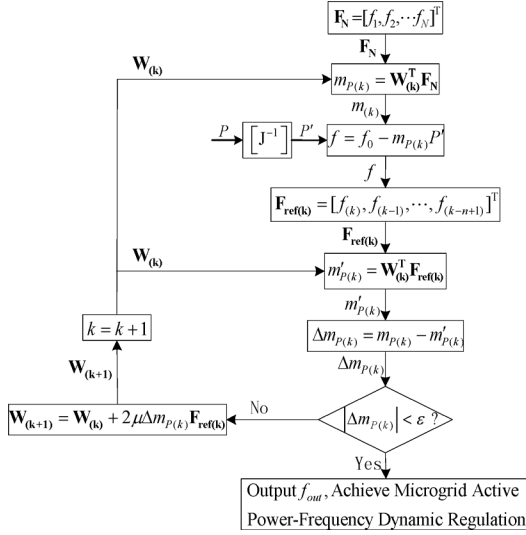 F_N = [f_1, f_2, ⋯ f_N]^T
F_N
W_(k)
m_P(k) = W_(k)^T F_N
m_(k)
P
[J^-1]
P′
f = f_0 − m_P(k) P′
f
F_ref(k) = [f_(k), f_(k−1), ⋯, f_(k−n+1)]^T
F_ref(k)
W_(k)
m′_P(k) = W_(k)^T F_ref(k)
m′_P(k)
k = k + 1
Δm_P(k) = m_P(k) − m′_P(k)
W_(k+1)
Δm_P(k)
W_(k+1) = W_(k) + 2μΔm_P(k) F_ref(k)
No
|Δm_P(k)| < ε ?
Yes
Output f_out, Achieve Microgrid Active
Power-Frequency Dynamic Regulation